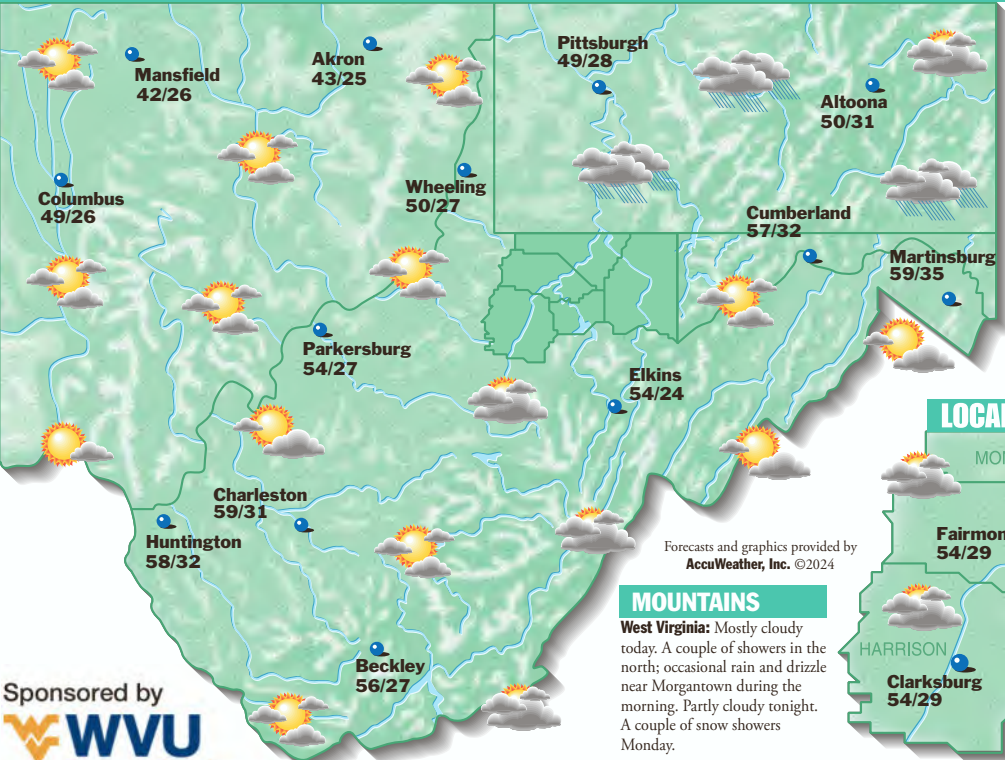 Pittsburgh
49/28
Akron
43/25
Mansfield
42/26
Altoona
50/31
Wheeling
50/27
Columbus
49/26
Cumberland
57/32
Martinsburg
59/35
Parkersburg
54/27
Elkins
54/24
Charleston
59/31
Huntington
58/32
Beckley
56/27
Forecasts and graphics provided by
AccuWeather, Inc. ©2024
MOUNTAINS
West Virginia: Mostly cloudy
today. A couple of showers in the
north; occasional rain and drizzle
near Morgantown during the
morning. Partly cloudy tonight.
A couple of snow showers
Monday.
LOCA
MO
Fairmon
54/29
HARRISON
Clarksburg
54/29
Sponsored by
WVU